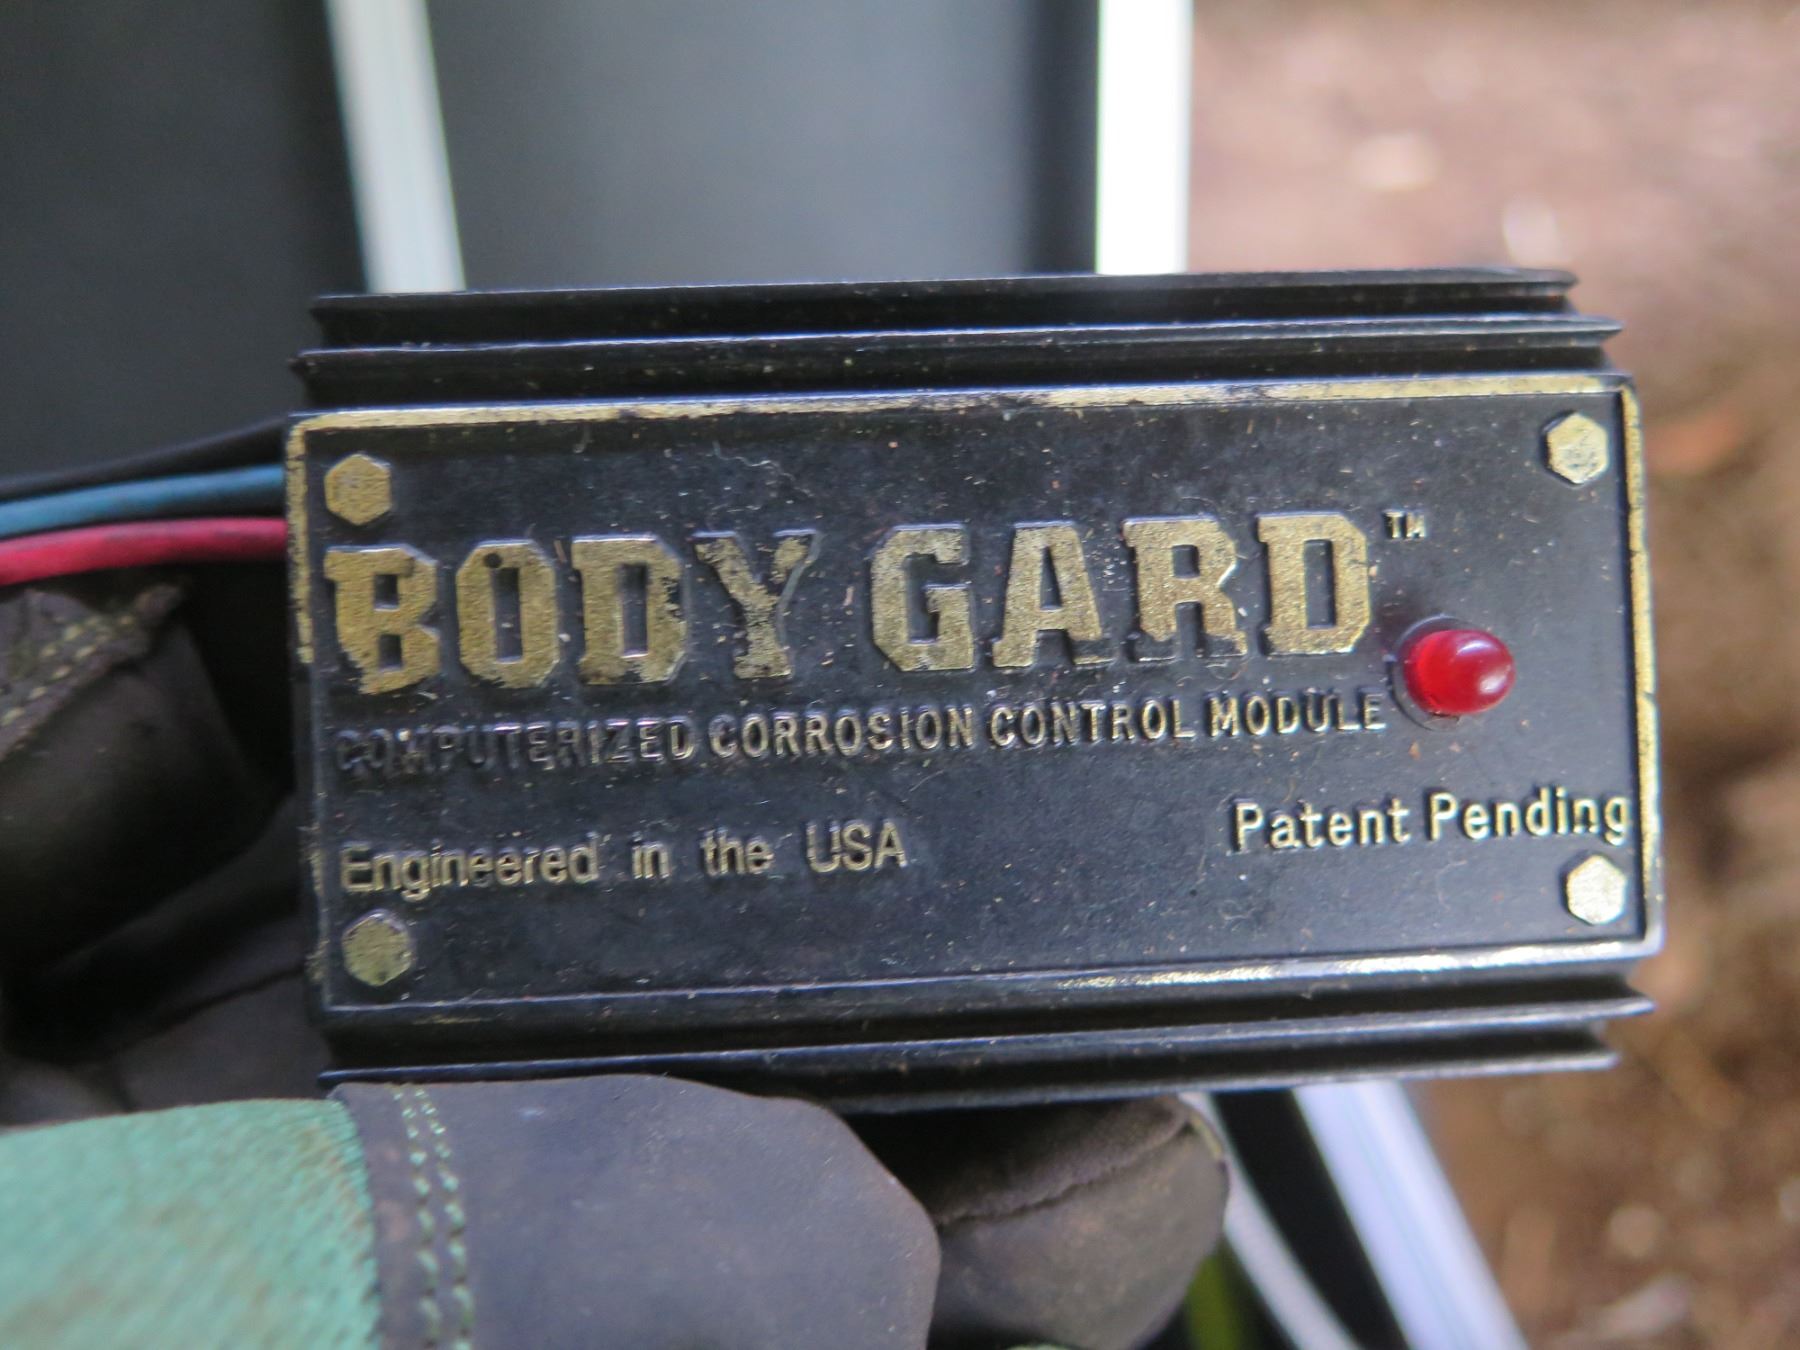 BODY GARD™
COMPUTERIZED CORROSION CONTROL MODULE
Patent Pending
Engineered in the USA